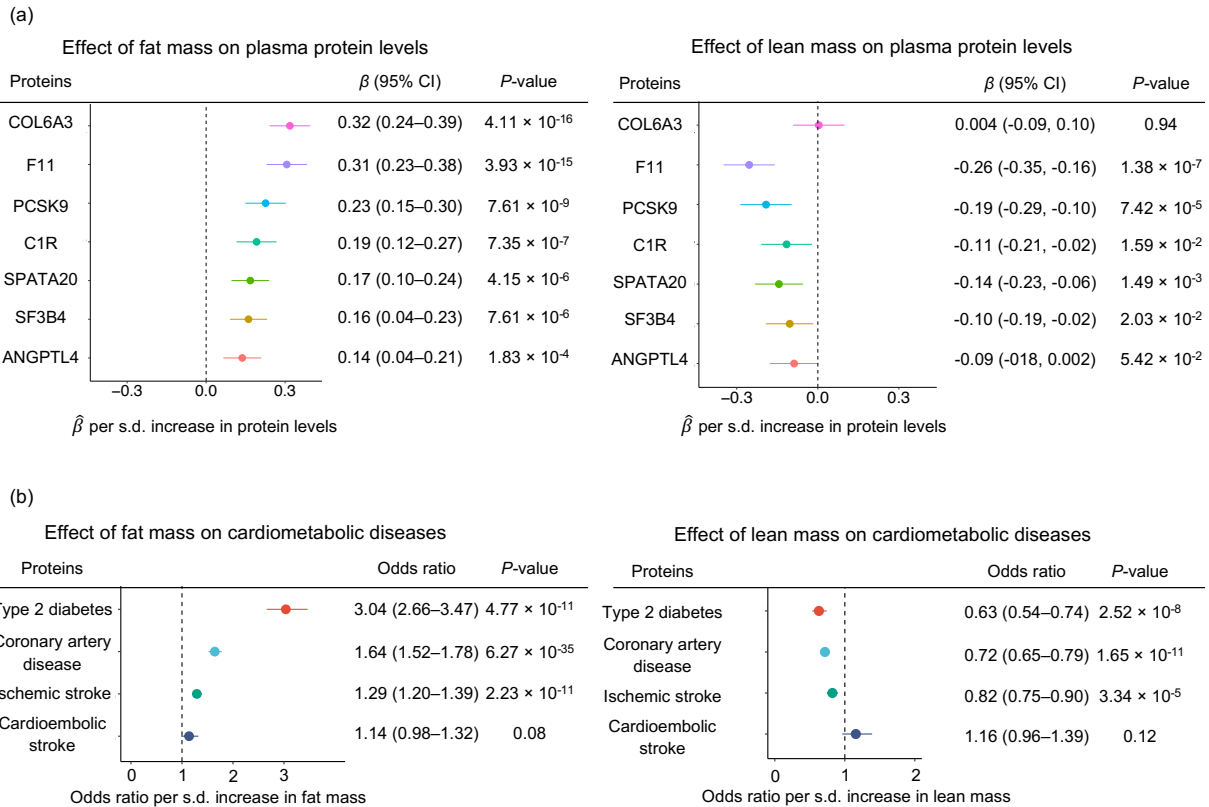 (a)
Effect of fat mass on plasma protein levels
Proteins β (95% CI) P-value
COL6A3 0.32 (0.24–0.39) 4.11 × 10-16
F11 0.31 (0.23–0.38) 3.93 × 10-15
PCSK9 0.23 (0.15–0.30) 7.61 × 10-9
C1R 0.19 (0.12–0.27) 7.35 × 10-7
SPATA20 0.17 (0.10–0.24) 4.15 × 10-6
SF3B4 0.16 (0.04–0.23) 7.61 × 10-6
ANGPTL4 0.14 (0.04–0.21) 1.83 × 10-4
–0.3 0.0 0.3
β̂ per s.d. increase in protein levels
Effect of lean mass on plasma protein levels
Proteins β (95% CI) P-value
COL6A3 0.004 (-0.09, 0.10) 0.94
F11 -0.26 (-0.35, -0.16) 1.38 × 10-7
PCSK9 -0.19 (-0.29, -0.10) 7.42 × 10-5
C1R -0.11 (-0.21, -0.02) 1.59 × 10-2
SPATA20 -0.14 (-0.23, -0.06) 1.49 × 10-3
SF3B4 -0.10 (-0.19, -0.02) 2.03 × 10-2
ANGPTL4 -0.09 (-018, 0.002) 5.42 × 10-2
–0.3 0.0 0.3
β̂ per s.d. increase in protein levels
(b)
Effect of fat mass on cardiometabolic diseases
Proteins Odds ratio P-value
Type 2 diabetes 3.04 (2.66–3.47) 4.77 × 10-11
Coronary artery
disease 1.64 (1.52–1.78) 6.27 × 10-35
Ischemic stroke 1.29 (1.20–1.39) 2.23 × 10-11
Cardioembolic
stroke 1.14 (0.98–1.32) 0.08
0 1 2 3
Odds ratio per s.d. increase in fat mass
Effect of lean mass on cardiometabolic diseases
Proteins Odds ratio P-value
Type 2 diabetes 0.63 (0.54–0.74) 2.52 × 10-8
Coronary artery
disease 0.72 (0.65–0.79) 1.65 × 10-11
Ischemic stroke 0.82 (0.75–0.90) 3.34 × 10-5
Cardioembolic
stroke 1.16 (0.96–1.39) 0.12
0 1 2
Odds ratio per s.d. increase in lean mass